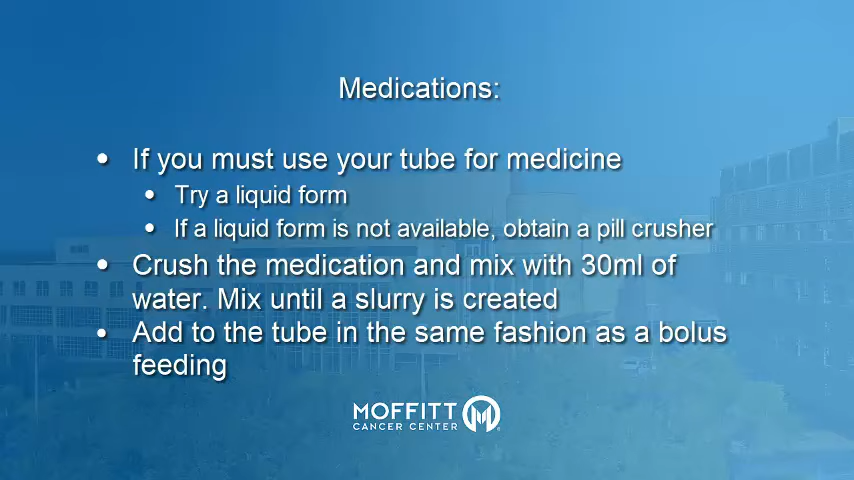 Medications:
• If you must use your tube for medicine
• Try a liquid form
• If a liquid form is not available, obtain a pill crusher
• Crush the medication and mix with 30ml of
water. Mix until a slurry is created
• Add to the tube in the same fashion as a bolus
feeding
MOFFITT
CANCER CENTER